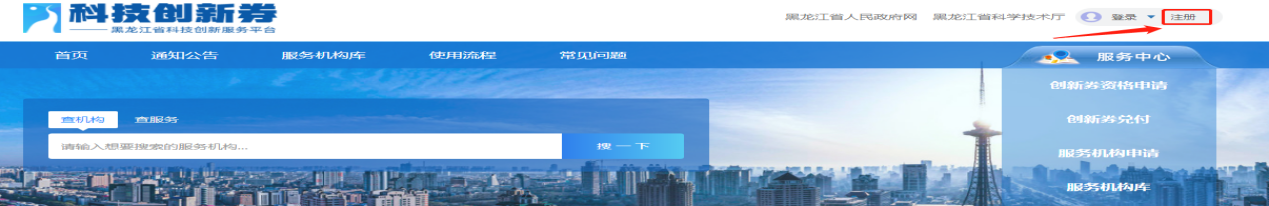 科技创新券
黑龙江省科技创新服务平台
黑龙江省人民政府网 黑龙江省科学技术厅 登录 注册
首页 通知公告 服务机构库 使用流程 常见问题 服务中心
创新券资格申请
查机构 查服务
创新券兑付
请输入想要搜索的服务机构... 搜一下
服务机构申请
服务机构库